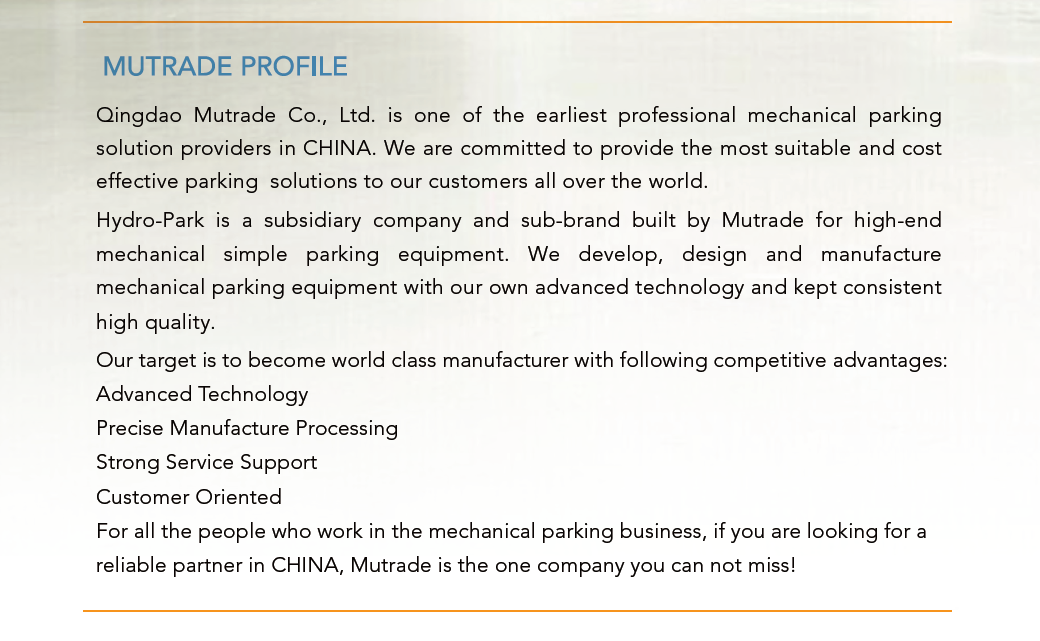 MUTRADE PROFILE
Qingdao Mutrade Co., Ltd. is one of the earliest professional mechanical parking
solution providers in CHINA. We are committed to provide the most suitable and cost
effective parking  solutions to our customers all over the world.
Hydro-Park is a subsidiary company and sub-brand built by Mutrade for high-end
mechanical simple parking equipment. We develop, design and manufacture
mechanical parking equipment with our own advanced technology and kept consistent
high quality.
Our target is to become world class manufacturer with following competitive advantages:
Advanced Technology
Precise Manufacture Processing
Strong Service Support
Customer Oriented
For all the people who work in the mechanical parking business, if you are looking for a
reliable partner in CHINA, Mutrade is the one company you can not miss!